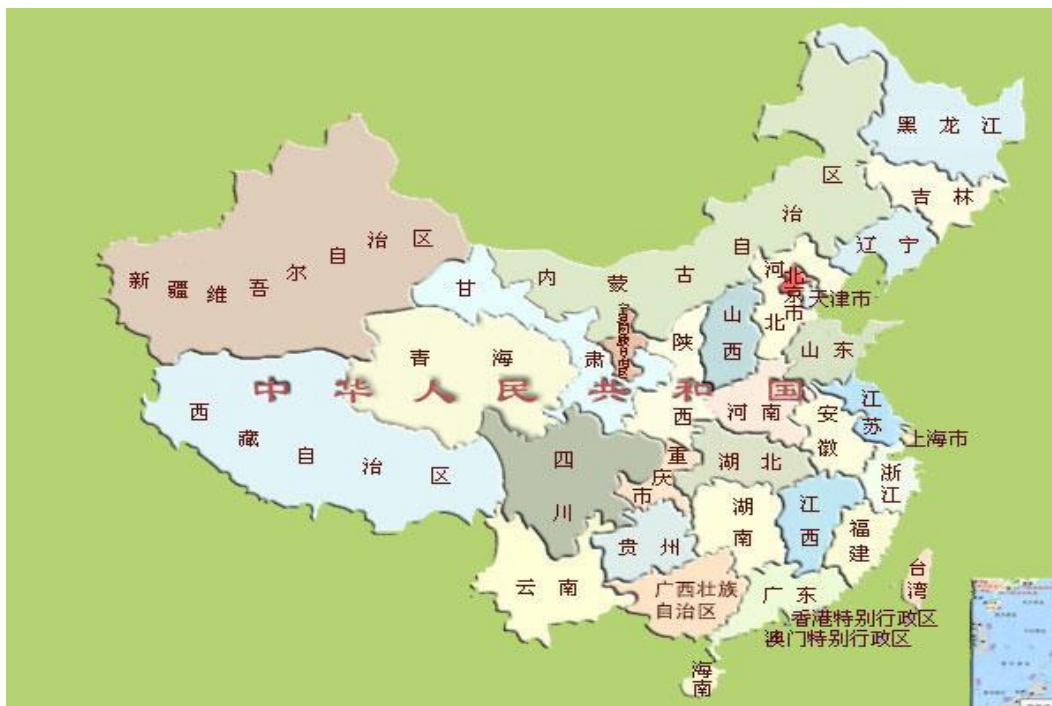 黑龙江
吉林
辽宁
内蒙古自治区
新疆维吾尔自治区
甘肃
青海
西藏自治区
中华人民共和国
河北
北京市
天津市
山西
陕西
山东
河南
江苏
安徽
上海市
四川
重庆市
湖北
浙江
湖南
江西
福建
贵州
云南
广西壮族
自治区
广东
台湾
香港特别行政区
澳门特别行政区
海南